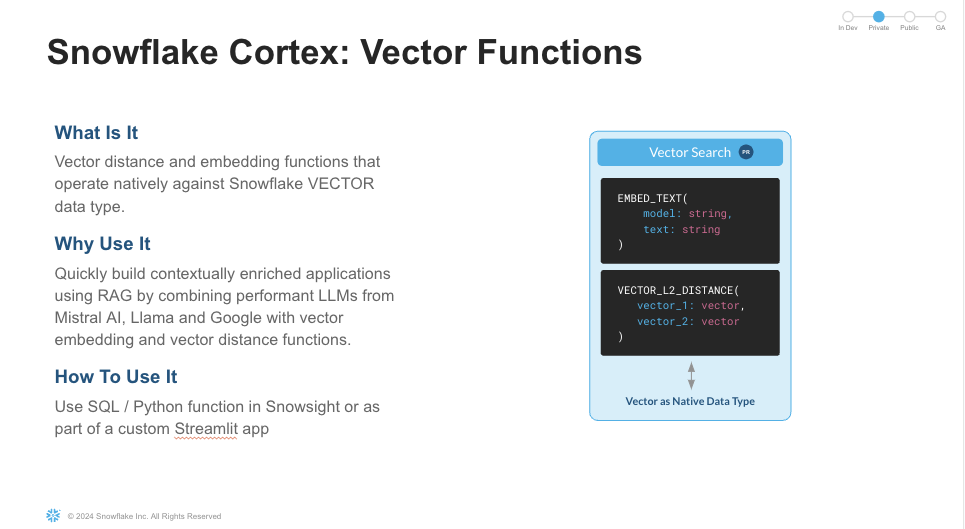 In Dev Private Public GA
Snowflake Cortex: Vector Functions
What Is It
Vector distance and embedding functions that
operate natively against Snowflake VECTOR
data type.
Why Use It
Quickly build contextually enriched applications
using RAG by combining performant LLMs from
Mistral AI, Llama and Google with vector
embedding and vector distance functions.
How To Use It
Use SQL / Python function in Snowsight or as
part of a custom Streamlit app
Vector Search PR
EMBED_TEXT(
model: string,
text: string
)
VECTOR_L2_DISTANCE(
vector_1: vector,
vector_2: vector
)
Vector as Native Data Type
© 2024 Snowflake Inc. All Rights Reserved